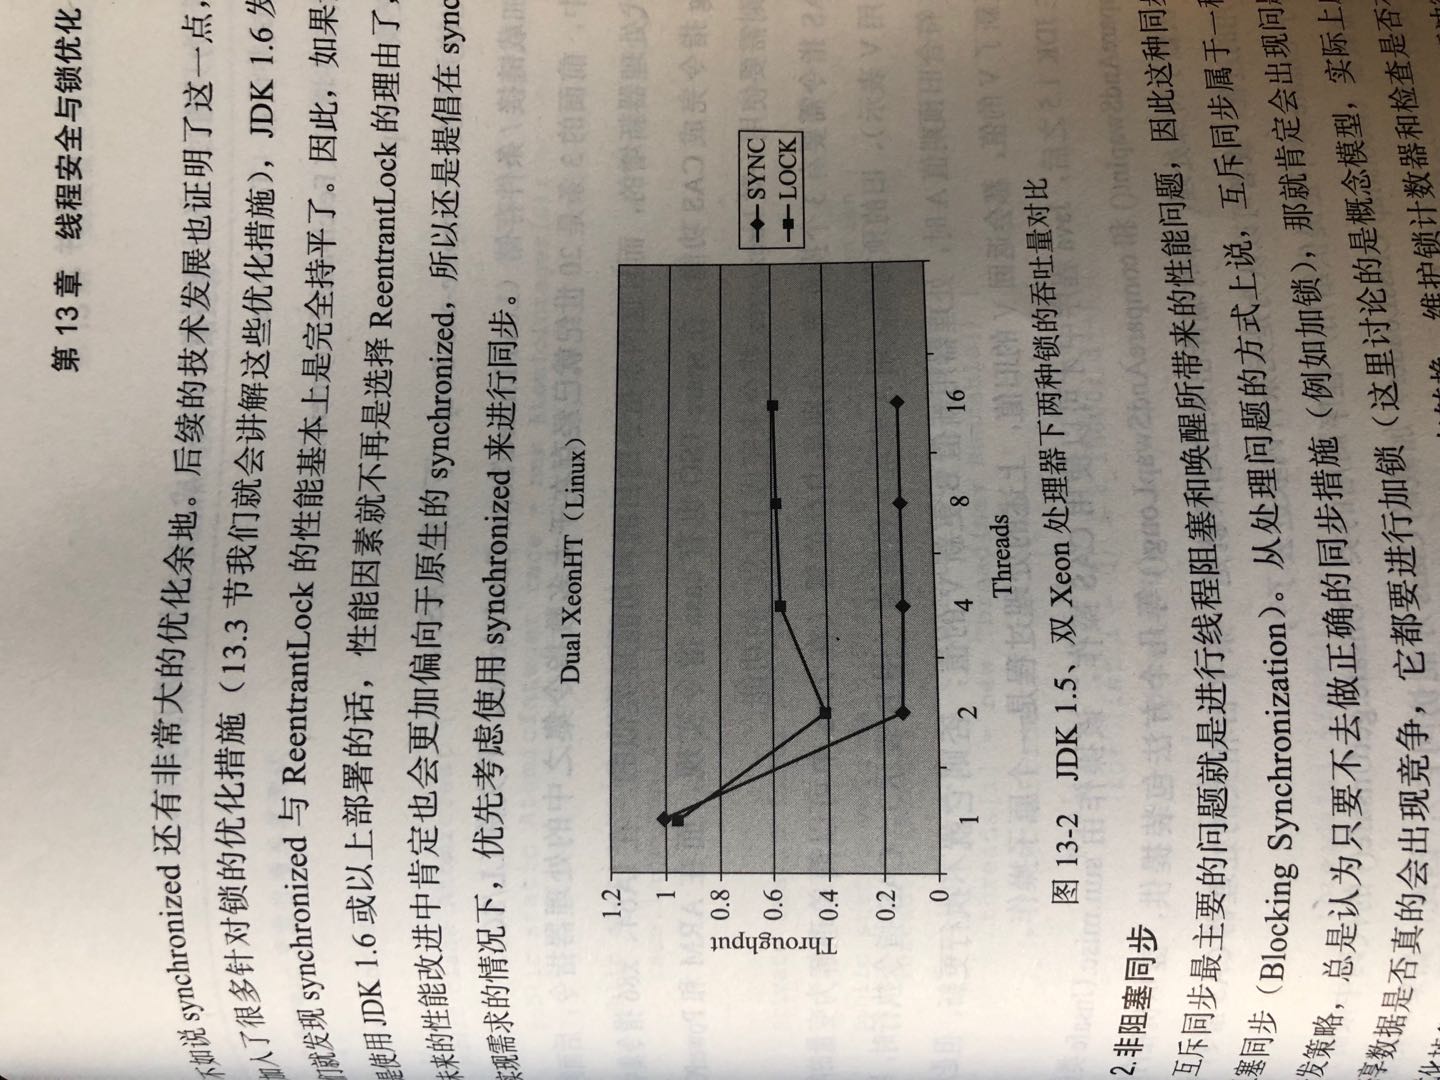 第 13 章 线程安全与锁优化
不如说 synchronized 还有非常大的优化余地。后续的技术发展也证明了这一点，
加入了很多针对锁的优化措施（13.3 节我们就会讲解这些优化措施），JDK 1.6 发
们就发现 synchronized 与 ReentrantLock 的性能基本上是完全持平了。因此，如果
是使用 JDK 1.6 或以上部署的话，性能因素就不再是选择 ReentrantLock 的理由了，
未来的性能改进中肯定也会更加偏向于原生的 synchronized，所以还是提倡在 sync
实现需求的情况下，优先考虑使用 synchronized 来进行同步。
Dual XeonHT（Linux）
1.2
1
0.8
0.6
0.4
0.2
0
Throughput
1 2 4 8 16
Threads
SYNC
LOCK
图 13-2 JDK 1.5、双 Xeon 处理器下两种锁的吞吐量对比
2.非阻塞同步
互斥同步最主要的问题就是进行线程阻塞和唤醒所带来的性能问题，因此这种同步
塞同步（Blocking Synchronization）。从处理问题的方式上说，互斥同步属于一种
发策略，总是认为只要不去做正确的同步措施（例如加锁），那就肯定会出现问题
享数据是否真的会出现竞争，它都要进行加锁（这里讨论的是概念模型，实际上
维护锁计数器和检查是否